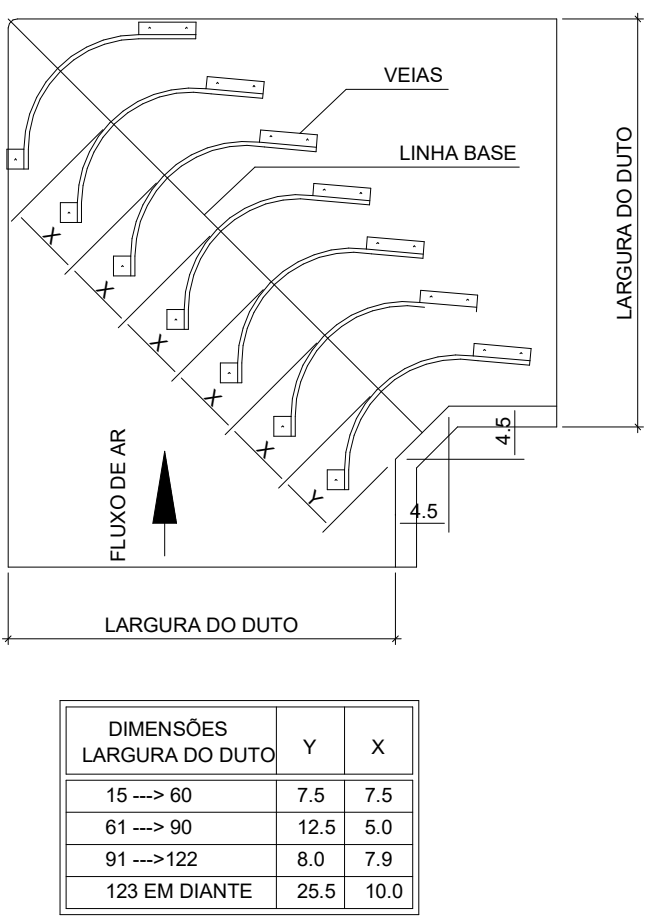 VEIAS
LINHA BASE
LARGURA DO DUTO
X
X
X
X
X
Y
4.5
4.5
FLUXO DE AR
LARGURA DO DUTO
DIMENSÕES
LARGURA DO DUTO
Y
X
15 ---> 60
7.5
7.5
61 ---> 90
12.5
5.0
91 --->122
8.0
7.9
123 EM DIANTE
25.5
10.0